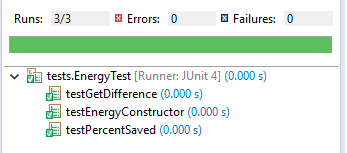 Runs: 3/3 Errors: 0 Failures: 0
tests.EnergyTest [Runner: JUnit 4] (0.000 s)
testGetDifference (0.000 s)
testEnergyConstructor (0.000 s)
testPercentSaved (0.000 s)